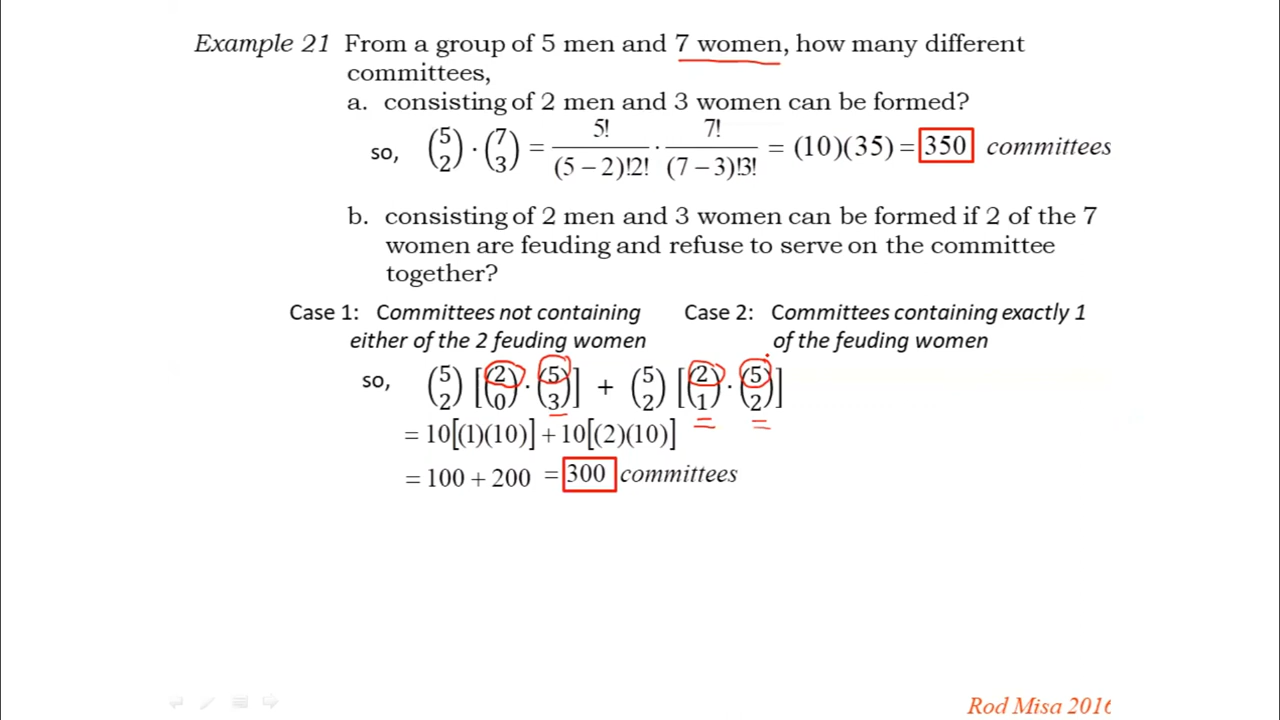 Example 21 From a group of 5 men and 7 women, how many different
committees,
a. consisting of 2 men and 3 women can be formed?
so, (5 2) · (7 3) = 5!/((5 – 2)!2!) · 7!/((7 – 3)!3!) = (10)(35) = 350 committees
b. consisting of 2 men and 3 women can be formed if 2 of the 7
women are feuding and refuse to serve on the committee
together?
Case 1: Committees not containing
either of the 2 feuding women
Case 2: Committees containing exactly 1
of the feuding women
so, (5 2) [(2 0) · (5 3)] + (5 2) [(2 1) · (5 2)]
= 10[(1)(10)] + 10[(2)(10)]
= 100 + 200 = 300 committees
Rod Misa 2016